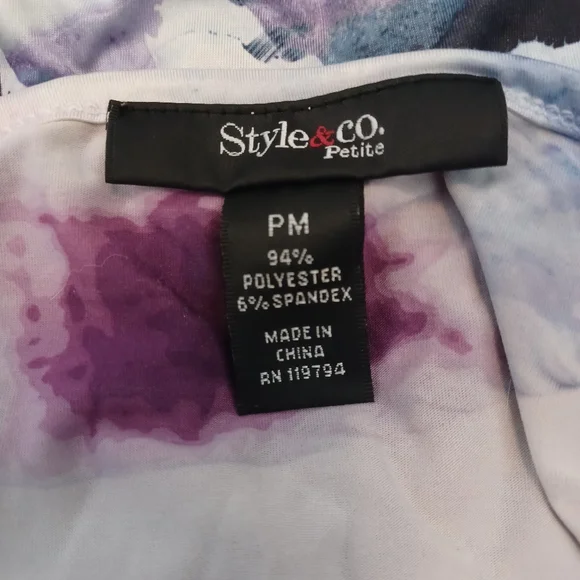 Style&co.
Petite
PM
94%
POLYESTER
6% SPANDEX
MADE IN
CHINA
RN 119794